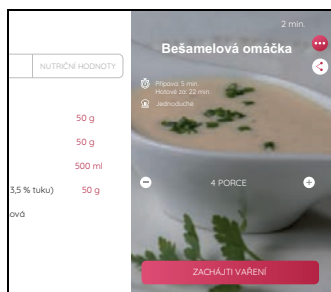 2 min.
Bešamelová omáčka
NUTRIČNÍ HODNOTY
Příprava: 5 min.
Hotové za: 22 min.
Jednoduché
50 g
50 g
500 ml
3,5 % tuku) 50 g
ová
4 PORCE
ZACHÁJTI VAŘENÍ